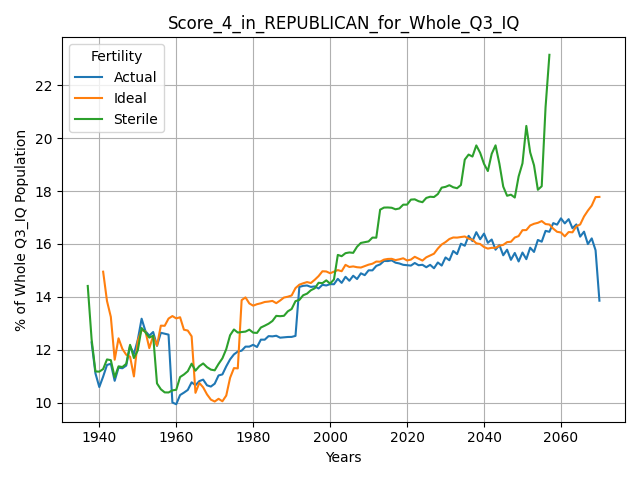 Score_4_in_REPUBLICAN_for_Whole_Q3_IQ
Fertility
Actual
Ideal
Sterile
% of Whole Q3_IQ Population
22
20
18
16
14
12
10
1940 1960 1980 2000 2020 2040 2060
Years